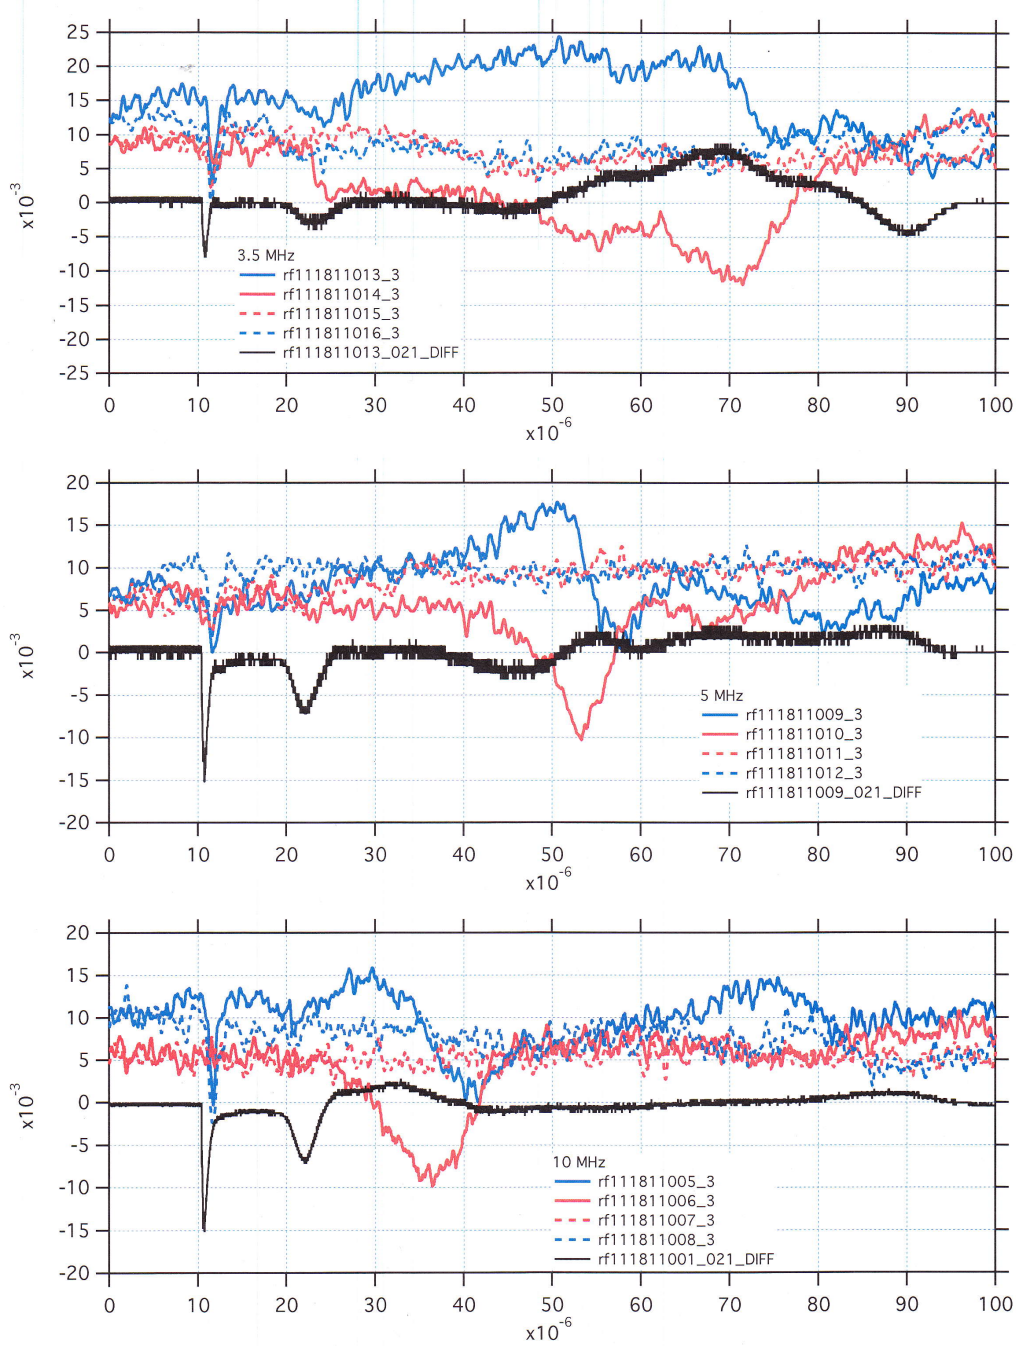 25
20
15
10
5
0
-5
-10
-15
-20
-25
x10-3
3.5 MHz
rf111811013_3
rf111811014_3
rf111811015_3
rf111811016_3
rf111811013_021_DIFF
0 10 20 30 40 50 60 70 80 90 100
x10-6
20
15
10
5
0
-5
-10
-15
-20
x10-3
5 MHz
rf111811009_3
rf111811010_3
rf111811011_3
rf111811012_3
rf111811009_021_DIFF
0 10 20 30 40 50 60 70 80 90 100
x10-6
20
15
10
5
0
-5
-10
-15
-20
x10-3
10 MHz
rf111811005_3
rf111811006_3
rf111811007_3
rf111811008_3
rf111811001_021_DIFF
0 10 20 30 40 50 60 70 80 90 100
x10-6